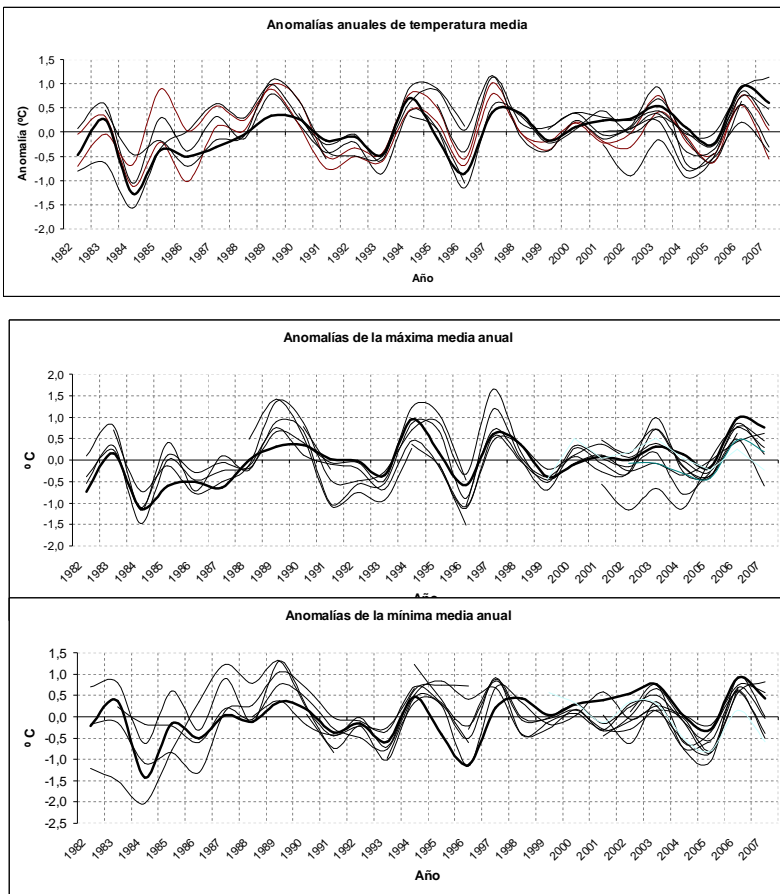 Anomalías anuales de temperatura media
Anomalía (ºC)
1,5
1,0
0,5
0,0
-0,5
-1,0
-1,5
-2,0
1982 1983 1984 1985 1986 1987 1988 1989 1990 1991 1992 1993 1994 1995 1996 1997 1998 1999 2000 2001 2002 2003 2004 2005 2006 2007
Año
Anomalías de la máxima media anual
º C
2,0
1,5
1,0
0,5
0,0
-0,5
-1,0
-1,5
-2,0
1982 1983 1984 1985 1986 1987 1988 1989 1990 1991 1992 1993 1994 1995 1996 1997 1998 1999 2000 2001 2002 2003 2004 2005 2006 2007
Año
Anomalías de la mínima media anual
º C
1,5
1,0
0,5
0,0
-0,5
-1,0
-1,5
-2,0
-2,5
1982 1983 1984 1985 1986 1987 1988 1989 1990 1991 1992 1993 1994 1995 1996 1997 1998 1999 2000 2001 2002 2003 2004 2005 2006 2007
Año